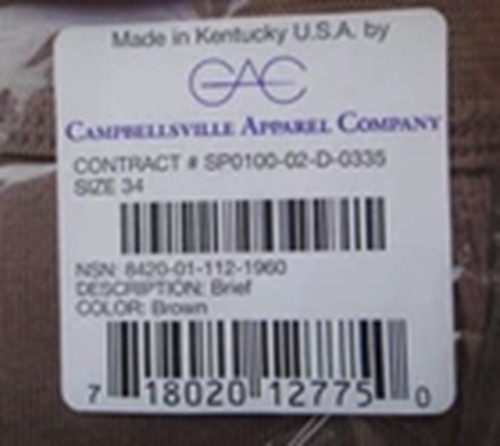 Made in Kentucky U.S.A. by
CAC
CAMPBELLSVILLE APPAREL COMPANY
CONTRACT # SP0100-02-D-0335
SIZE 34
NSN: 8420-01-112-1960
DESCRIPTION: Brief
COLOR: Brown
7 18020 12775 0